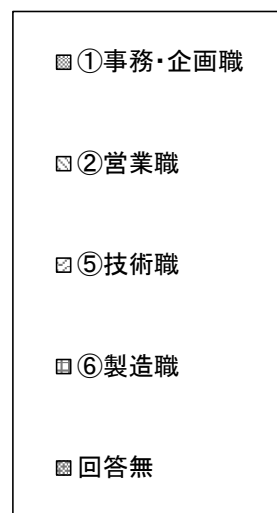 ①事務・企画職
②営業職
⑤技術職
⑥製造職
回答無